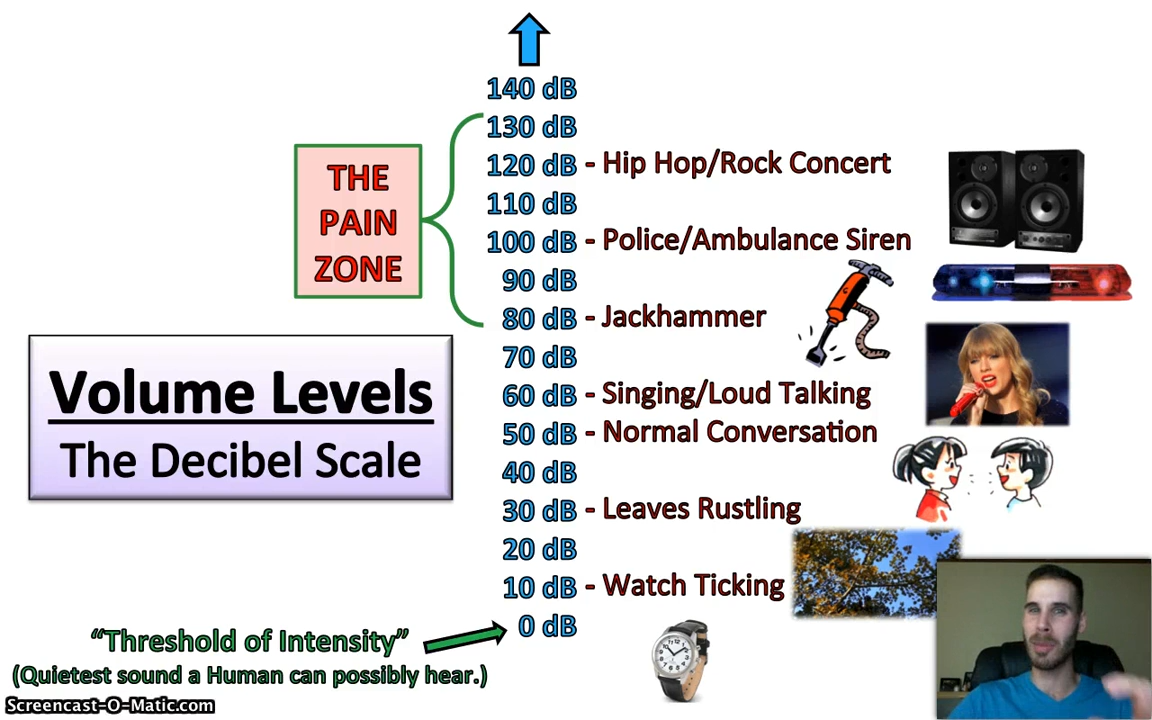 140 dB
130 dB
120 dB - Hip Hop/Rock Concert
110 dB
100 dB - Police/Ambulance Siren
90 dB
80 dB - Jackhammer
70 dB
60 dB - Singing/Loud Talking
50 dB - Normal Conversation
40 dB
30 dB - Leaves Rustling
20 dB
10 dB - Watch Ticking
0 dB
THE
PAIN
ZONE
Volume Levels
The Decibel Scale
“Threshold of Intensity”
(Quietest sound a Human can possibly hear.)
Screencast-O-Matic.com